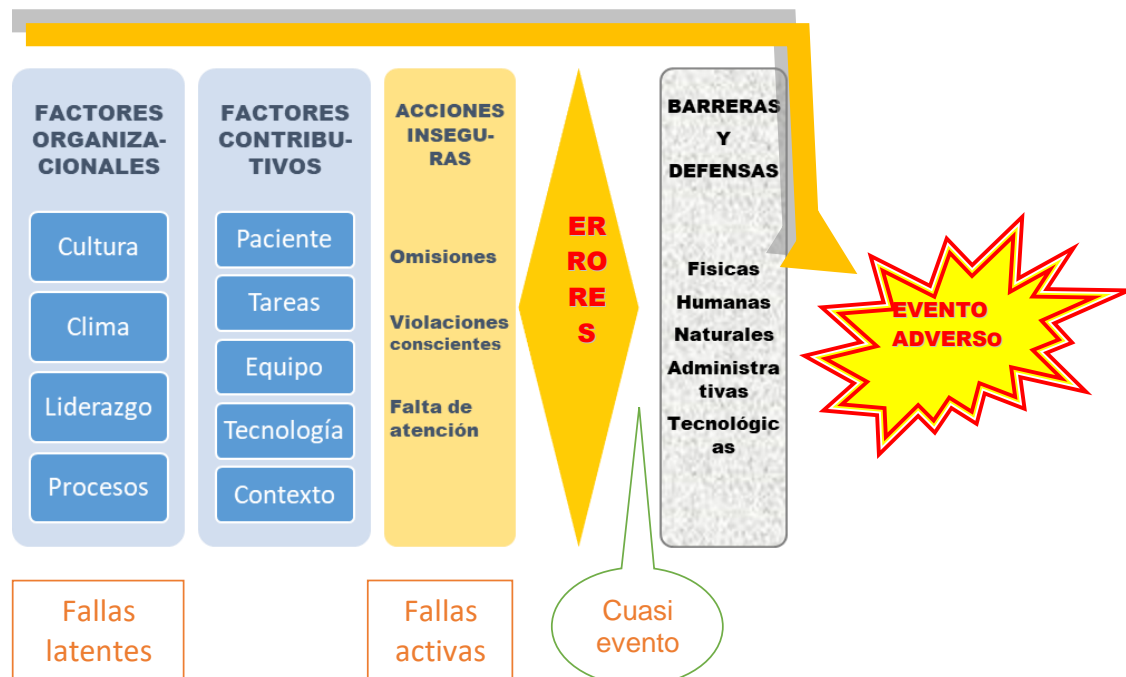 FACTORES
ORGANIZA-
CIONALES
Cultura
Clima
Liderazgo
Procesos
FACTORES
CONTRIBU-
TIVOS
Paciente
Tareas
Equipo
Tecnología
Contexto
ACCIONES
INSEGU-
RAS
Omisiones
Violaciones
conscientes
Falta de
atención
ER
RO
RE
S
BARRERAS
Y
DEFENSAS
Fisicas
Humanas
Naturales
Administra
tivas
Tecnológic
as
EVENTO
ADVERSO
Fallas
latentes
Fallas
activas
Cuasi
evento